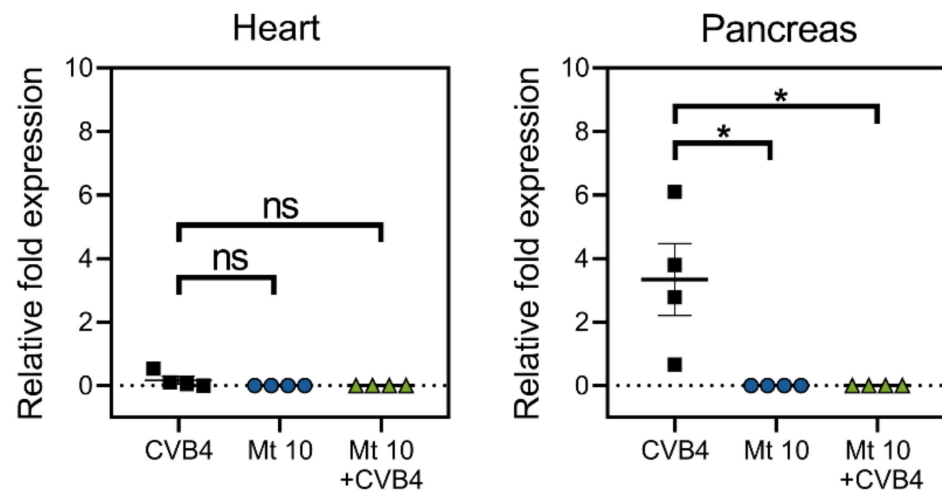 Heart
Relative fold expression
10
8
6
4
2
0
ns
ns
CVB4
Mt 10
Mt 10
+CVB4
Pancreas
Relative fold expression
10
8
6
4
2
0
*
*
CVB4
Mt 10
Mt 10
+CVB4